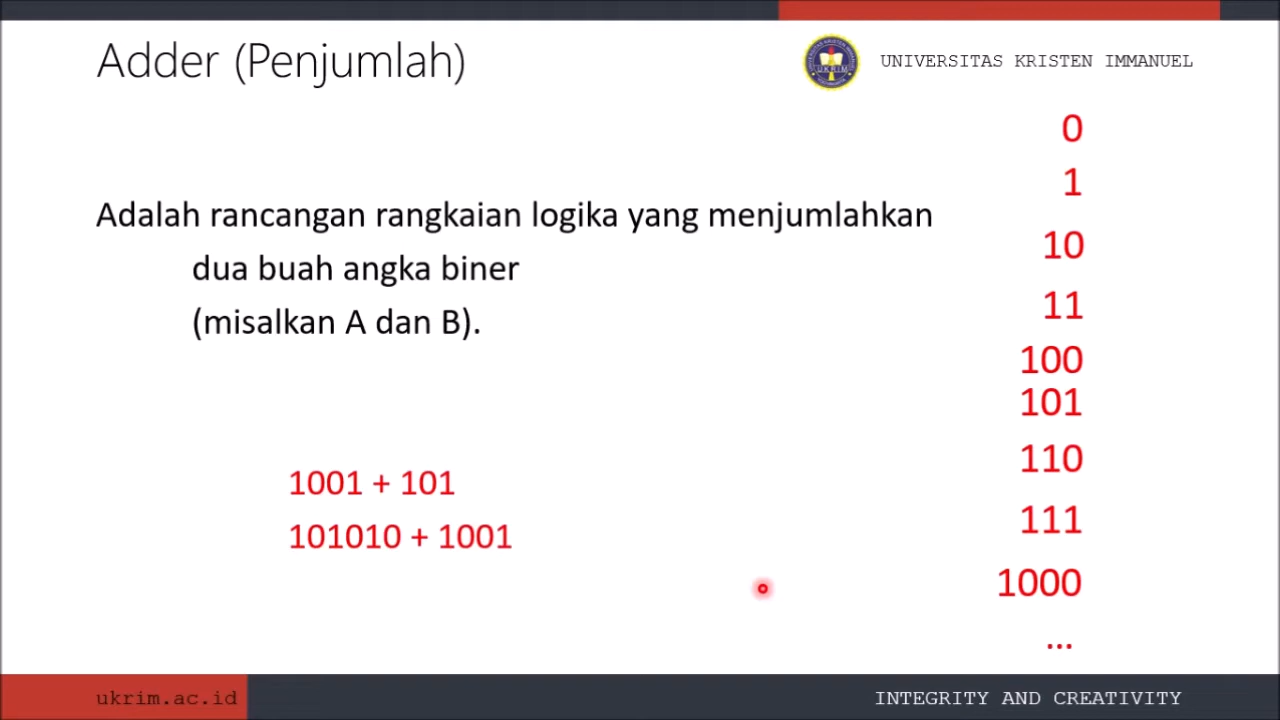 Adder (Penjumlah)
UKRIM
UNIVERSITAS KRISTEN IMMANUEL
Adalah rancangan rangkaian logika yang menjumlahkan
dua buah angka biner
(misalkan A dan B).
1001 + 101
101010 + 1001
0
1
10
11
100
101
110
111
1000
...
ukrim.ac.id
INTEGRITY AND CREATIVITY